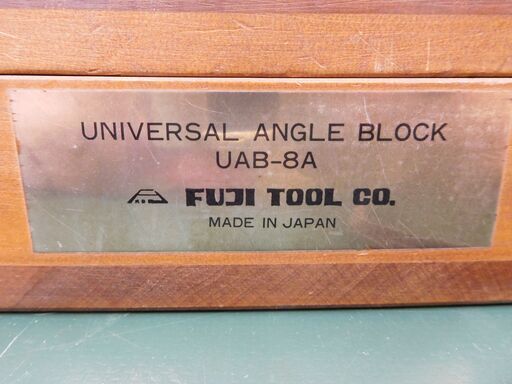 UNIVERSAL ANGLE BLOCK
UAB-8A
FUJI TOOL CO.
MADE IN JAPAN